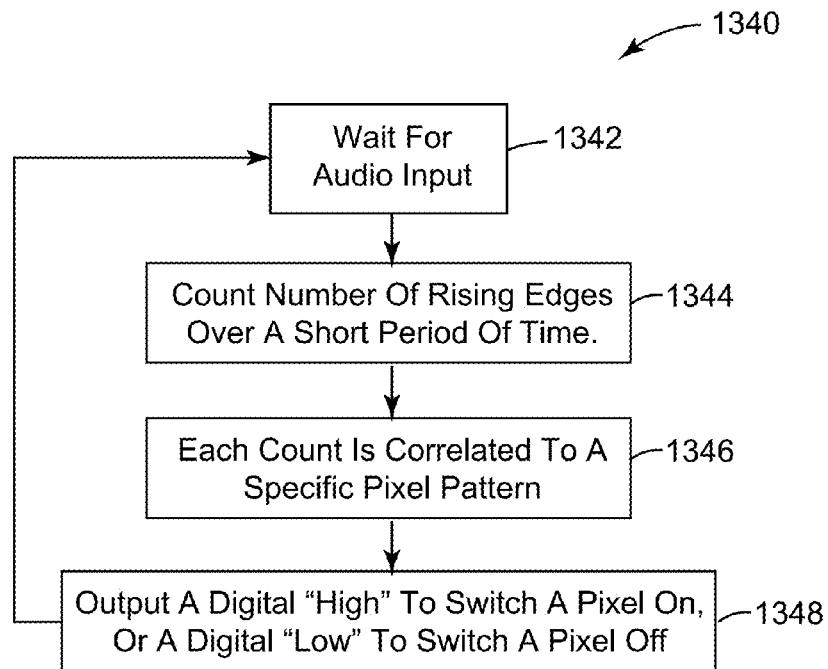 1340
Wait For
Audio Input
1342
Count Number Of Rising Edges
Over A Short Period Of Time.
1344
Each Count Is Correlated To A
Specific Pixel Pattern
1346
Output A Digital “High” To Switch A Pixel On,
Or A Digital “Low” To Switch A Pixel Off
1348